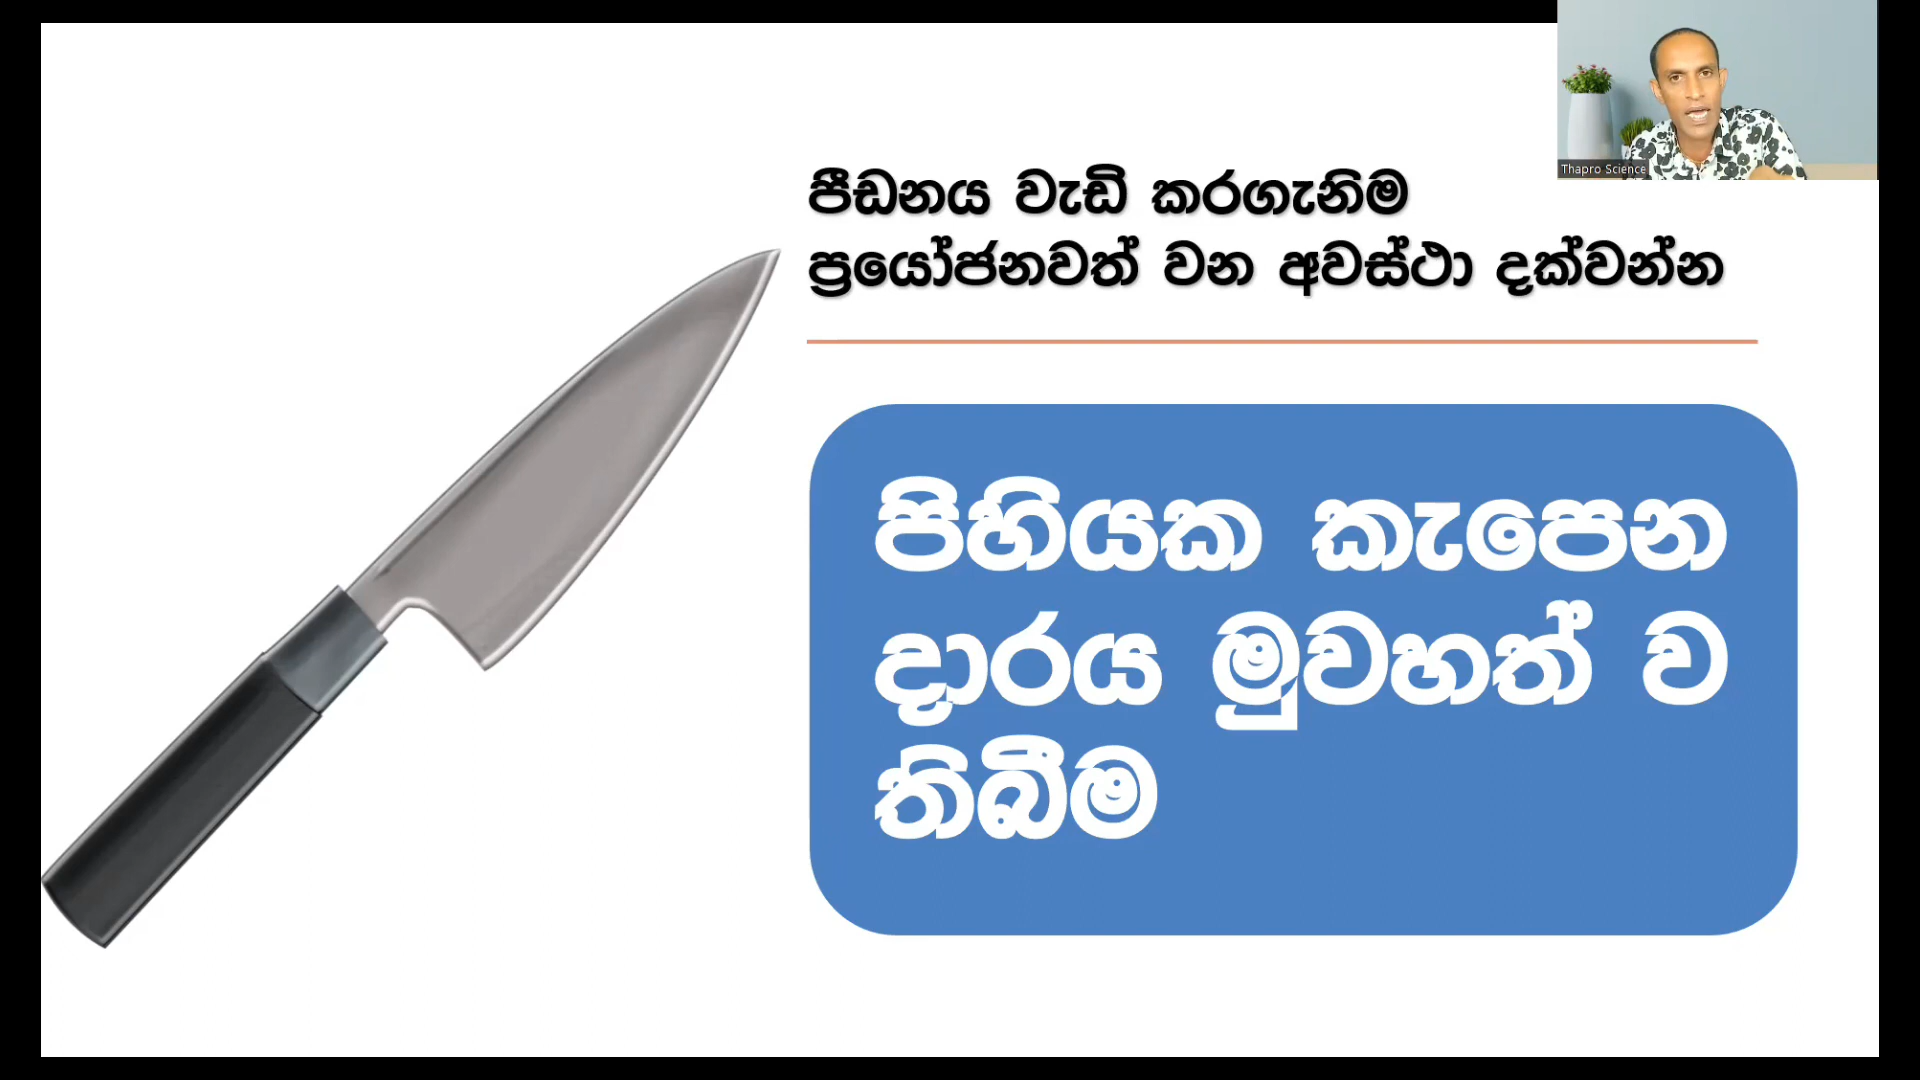 Thapro Science
පීඩනය වැඩි කරගැනිම
ප්‍රයෝජනවත් වන අවස්ථා දක්වන්න
පිහියක කැපෙන
දාරය මුවහත් ව
තිබීම